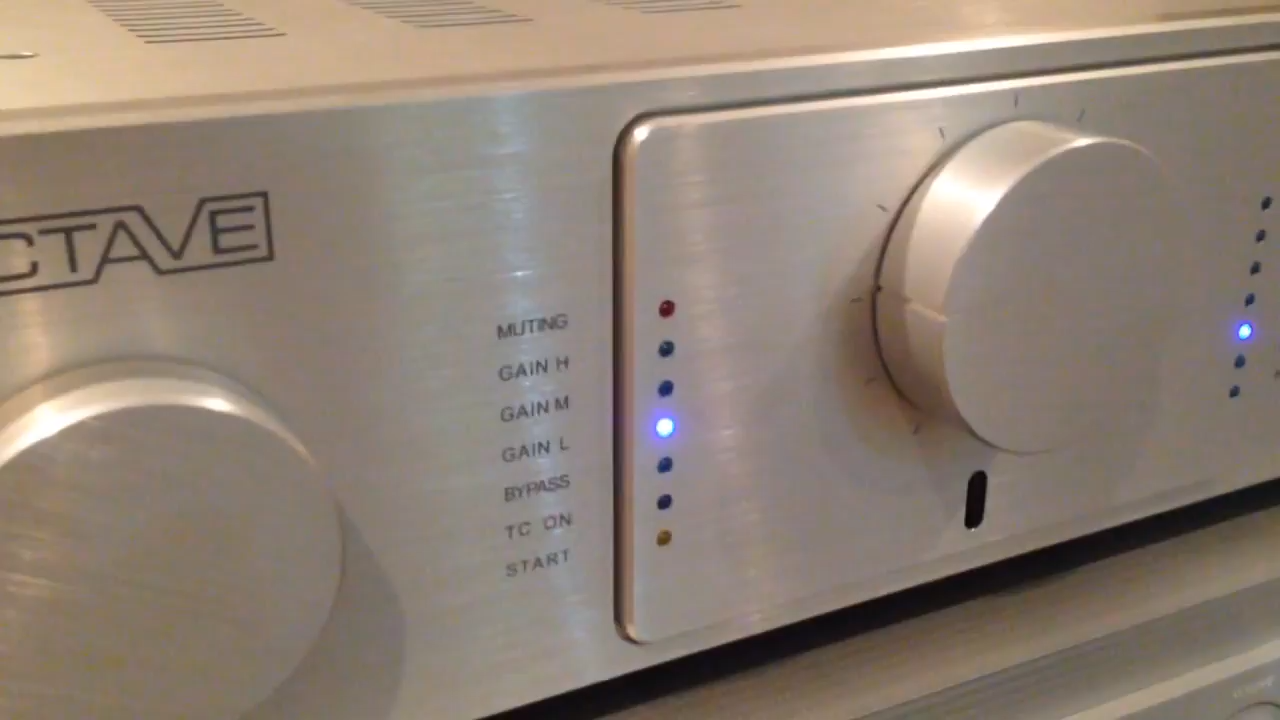 CTAVE
MUTING
GAIN H
GAIN M
GAIN L
BYPASS
TC ON
START